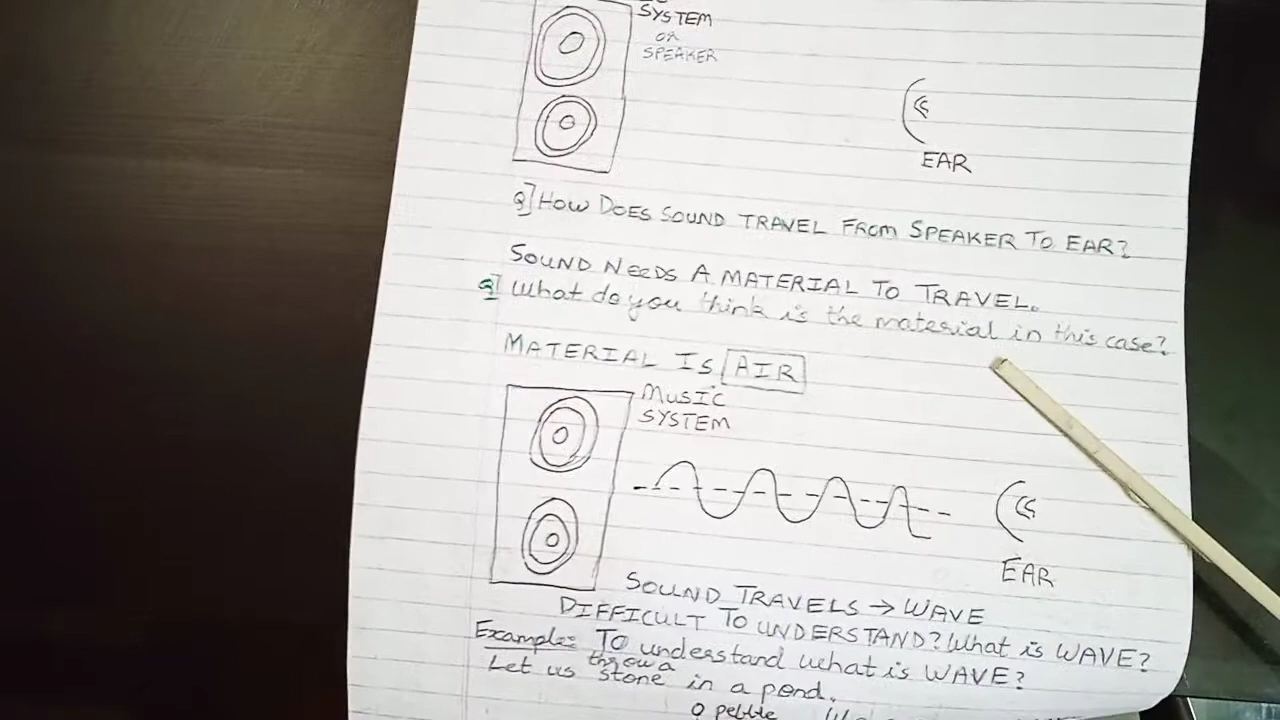 SYSTEM
OR
SPEAKER
EAR
Q] HOW DOES SOUND TRAVEL FROM SPEAKER TO EAR?
SOUND NEEDS A MATERIAL TO TRAVEL.
Q] What do you think is the material in this case?
MATERIAL IS AIR
MUSIC
SYSTEM
EAR
SOUND TRAVELS → WAVE
DIFFICULT TO UNDERSTAND? What is WAVE?
Example: To understand what is WAVE?
Let us throw a stone in a pond.
pebble